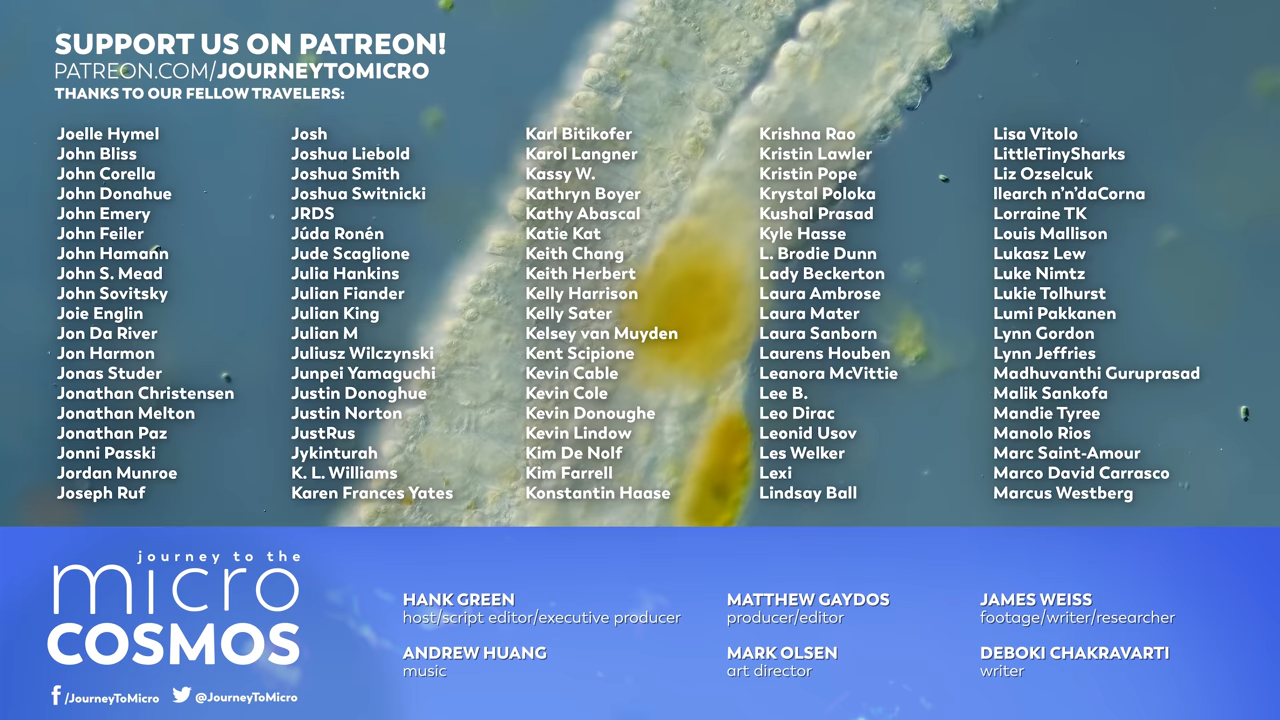 SUPPORT US ON PATREON!
PATREON.COM/JOURNEYTOMICRO
THANKS TO OUR FELLOW TRAVELERS:
Joelle Hymel
John Bliss
John Corella
John Donahue
John Emery
John Feiler
John Hamann
John S. Mead
John Sovitsky
Joie Englin
Jon Da River
Jon Harmon
Jonas Studer
Jonathan Christensen
Jonathan Melton
Jonathan Paz
Jonni Passki
Jordan Munroe
Joseph Ruf
Josh
Joshua Liebold
Joshua Smith
Joshua Switnicki
JRDS
Júda Ronén
Jude Scaglione
Julia Hankins
Julian Fiander
Julian King
Julian M
Juliusz Wilczynski
Junpei Yamaguchi
Justin Donoghue
Justin Norton
JustRus
Jykinturah
K. L. Williams
Karen Frances Yates
Karl Bitikofer
Karol Langner
Kassy W.
Kathryn Boyer
Kathy Abascal
Katie Kat
Keith Chang
Keith Herbert
Kelly Harrison
Kelly Sater
Kelsey van Muyden
Kent Scipione
Kevin Cable
Kevin Cole
Kevin Donoughe
Kevin Lindow
Kim De Nolf
Kim Farrell
Konstantin Haase
Krishna Rao
Kristin Lawler
Kristin Pope
Krystal Poloka
Kushal Prasad
Kyle Hasse
L. Brodie Dunn
Lady Beckerton
Laura Ambrose
Laura Mater
Laura Sanborn
Laurens Houben
Leanora McVittie
Lee B.
Leo Dirac
Leonid Usov
Les Welker
Lexi
Lindsay Ball
Lisa Vitolo
LittleTinySharks
Liz Ozselcuk
llearch n’n’daCorna
Lorraine TK
Louis Mallison
Lukasz Lew
Luke Nimtz
Lukie Tolhurst
Lumi Pakkanen
Lynn Gordon
Lynn Jeffries
Madhuvanthi Guruprasad
Malik Sankofa
Mandie Tyree
Manolo Rios
Marc Saint-Amour
Marco David Carrasco
Marcus Westberg
journey to the
micro
COSMOS
/JourneyToMicro @JourneyToMicro
HANK GREEN
host/script editor/executive producer
ANDREW HUANG
music
MATTHEW GAYDOS
producer/editor
MARK OLSEN
art director
JAMES WEISS
footage/writer/researcher
DEBOKI CHAKRAVARTI
writer